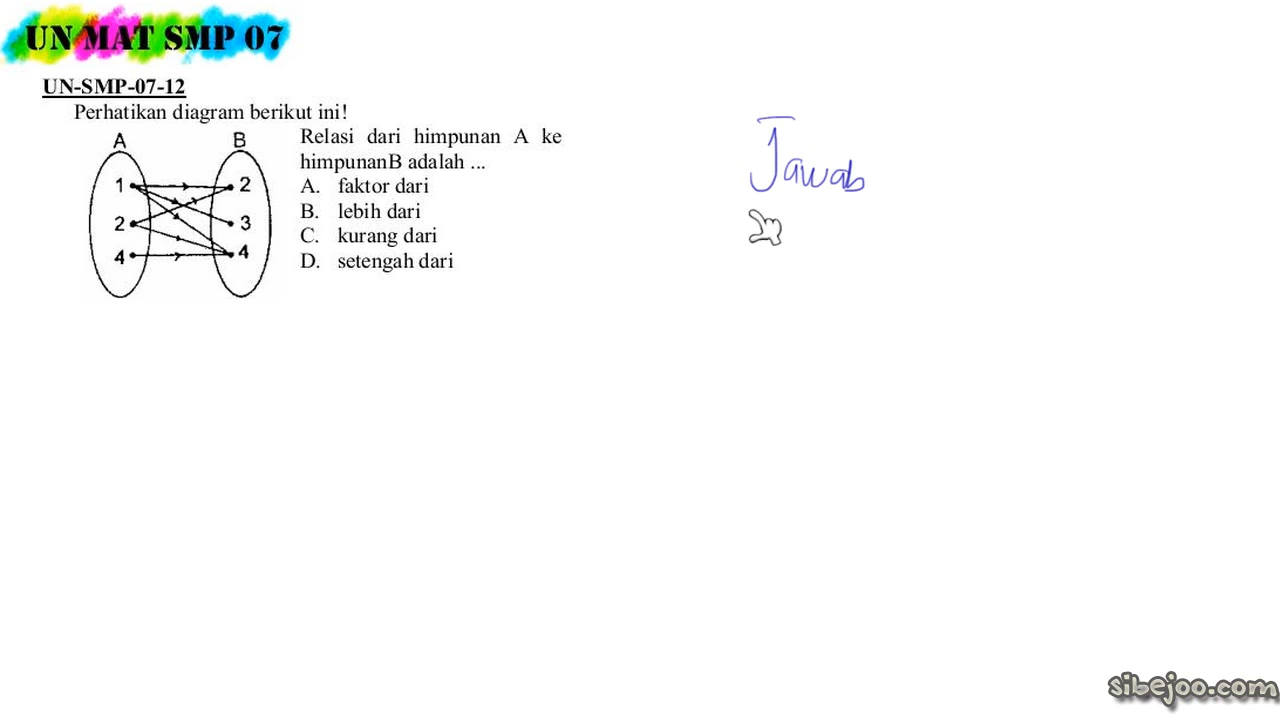 UN MAT SMP 07
UN-SMP-07-12
Perhatikan diagram berikut ini!
A B
1 2
2 3
4 4
Relasi dari himpunan A ke
himpunanB adalah ...
A. faktor dari
B. lebih dari
C. kurang dari
D. setengah dari
Jawab
sibejoo.com